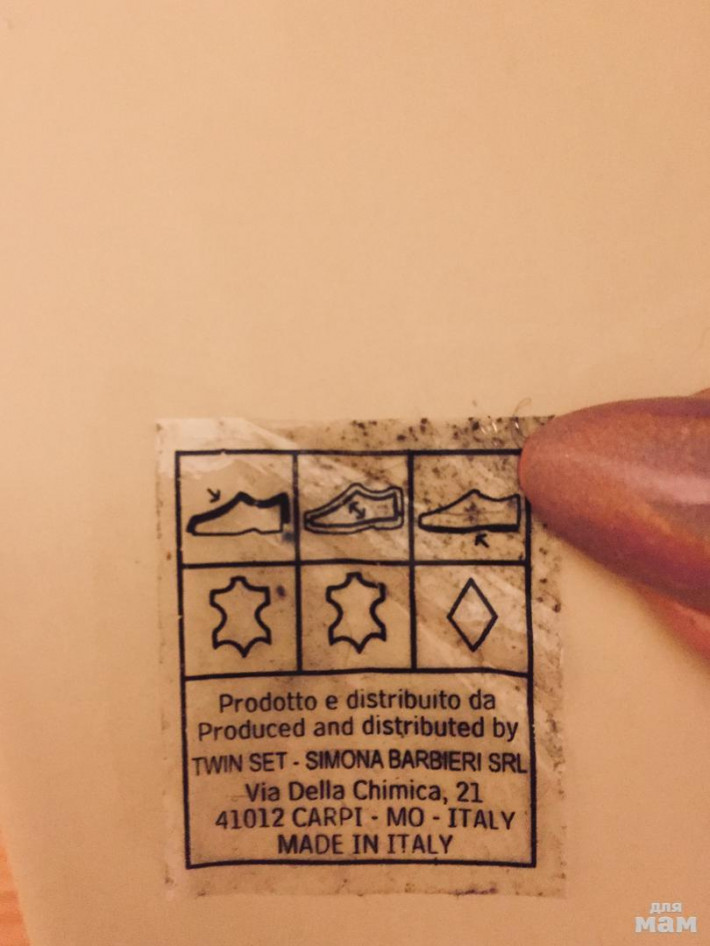 Prodotto e distribuito da
Produced and distributed by
TWIN SET - SIMONA BARBIERI SRL
Via Della Chimica, 21
41012 CARPI - MO - ITALY
MADE IN ITALY
для
мам